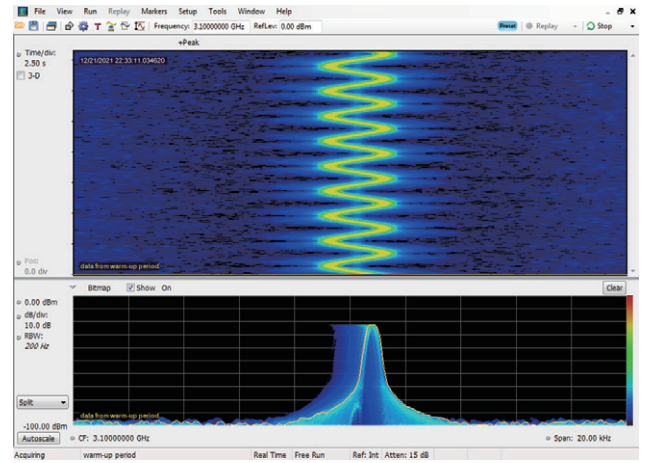 File View Run Replay Markers Setup Tools Window Help
Frequency: 3.10000000 GHz RefLev: 0.00 dBm Preset Replay Stop
+Peak
Time/div:
2.50 s
3-D
12/21/2021 22:33:11.034620
Pos:
0.0 div
data from warm-up period
Bitmap Show On Clear
0.00 dBm
dB/div:
10.0 dB
RBW:
200 Hz
Split
-100.00 dBm
data from warm-up period
Autoscale CF: 3.10000000 GHz Span: 20.00 kHz
Acquiring warm-up period Real Time Free Run Ref: Int Atten: 15 dB